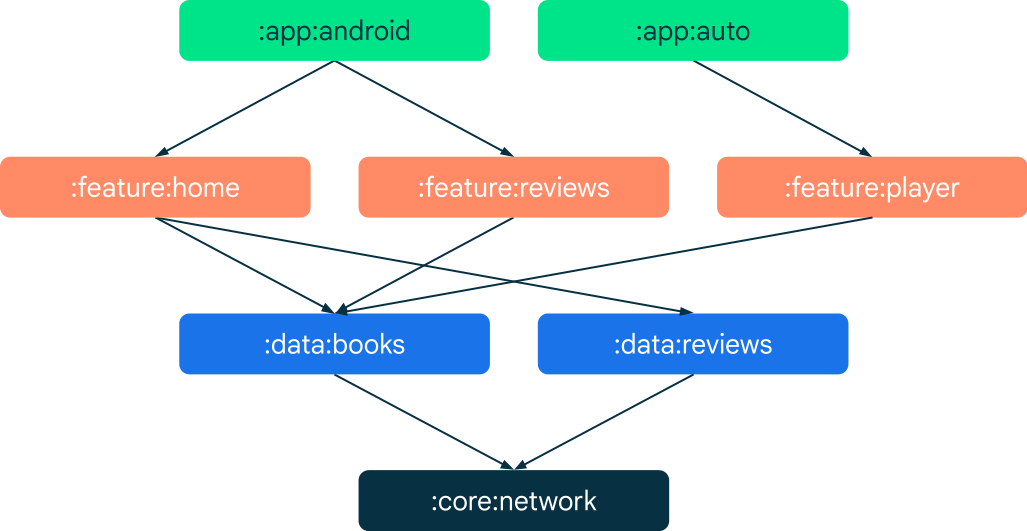 :app:android
:app:auto
:feature:home
:feature:reviews
:feature:player
:data:books
:data:reviews
:core:network